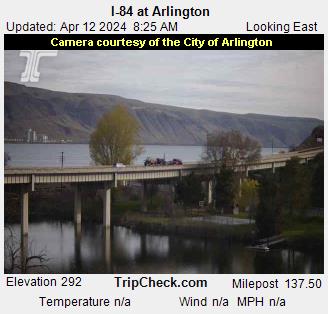 I-84 at Arlington
Updated: Apr 12 2024 8:25 AM Looking East
Camera courtesy of the City of Arlington
Elevation 292 TripCheck.com Milepost 137.50
Temperature n/a Wind n/a MPH n/a